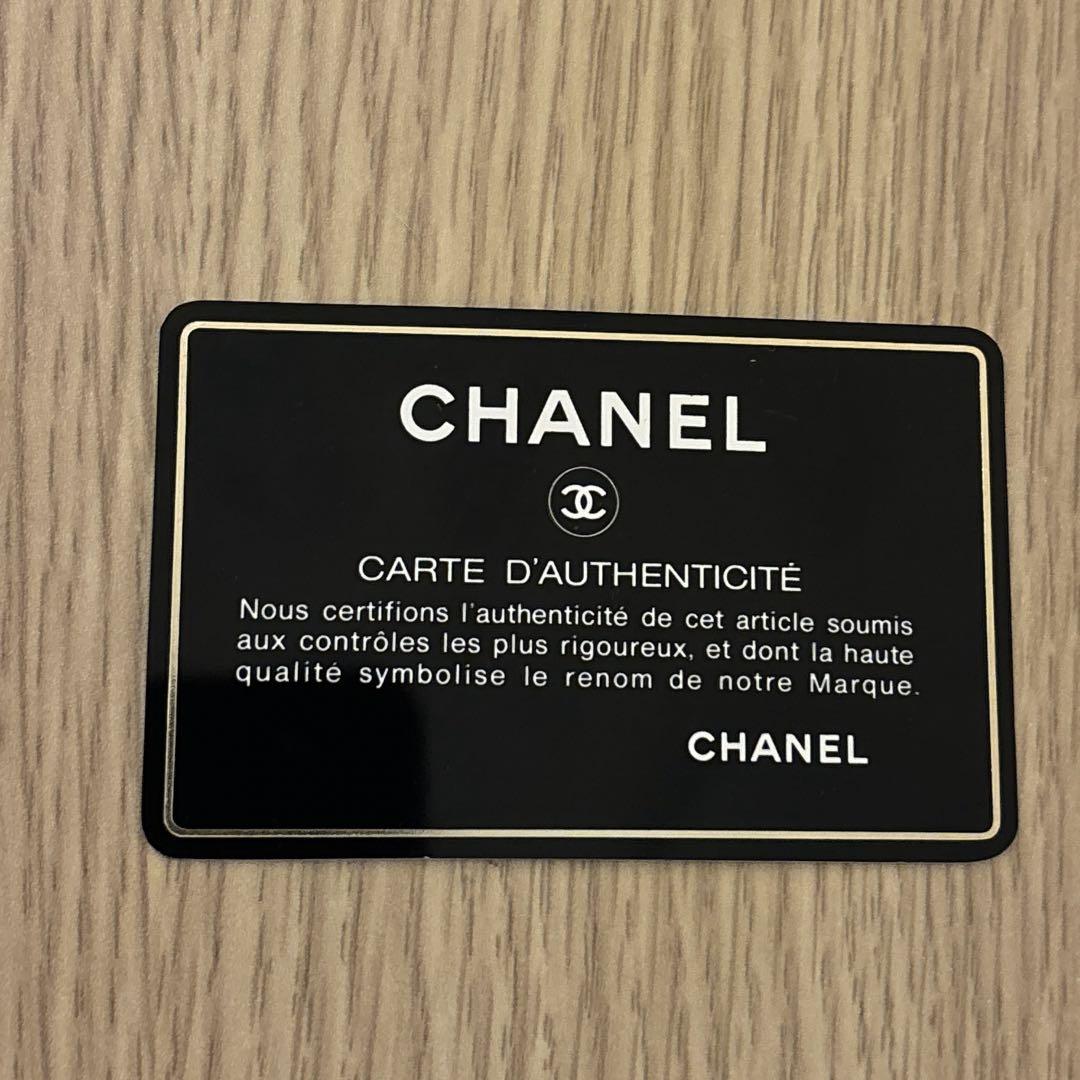 CHANEL
CARTE D'AUTHENTICITÉ
Nous certifions l'authenticité de cet article soumis
aux contrôles les plus rigoureux, et dont la haute
qualité symbolise le renom de notre Marque.
CHANEL